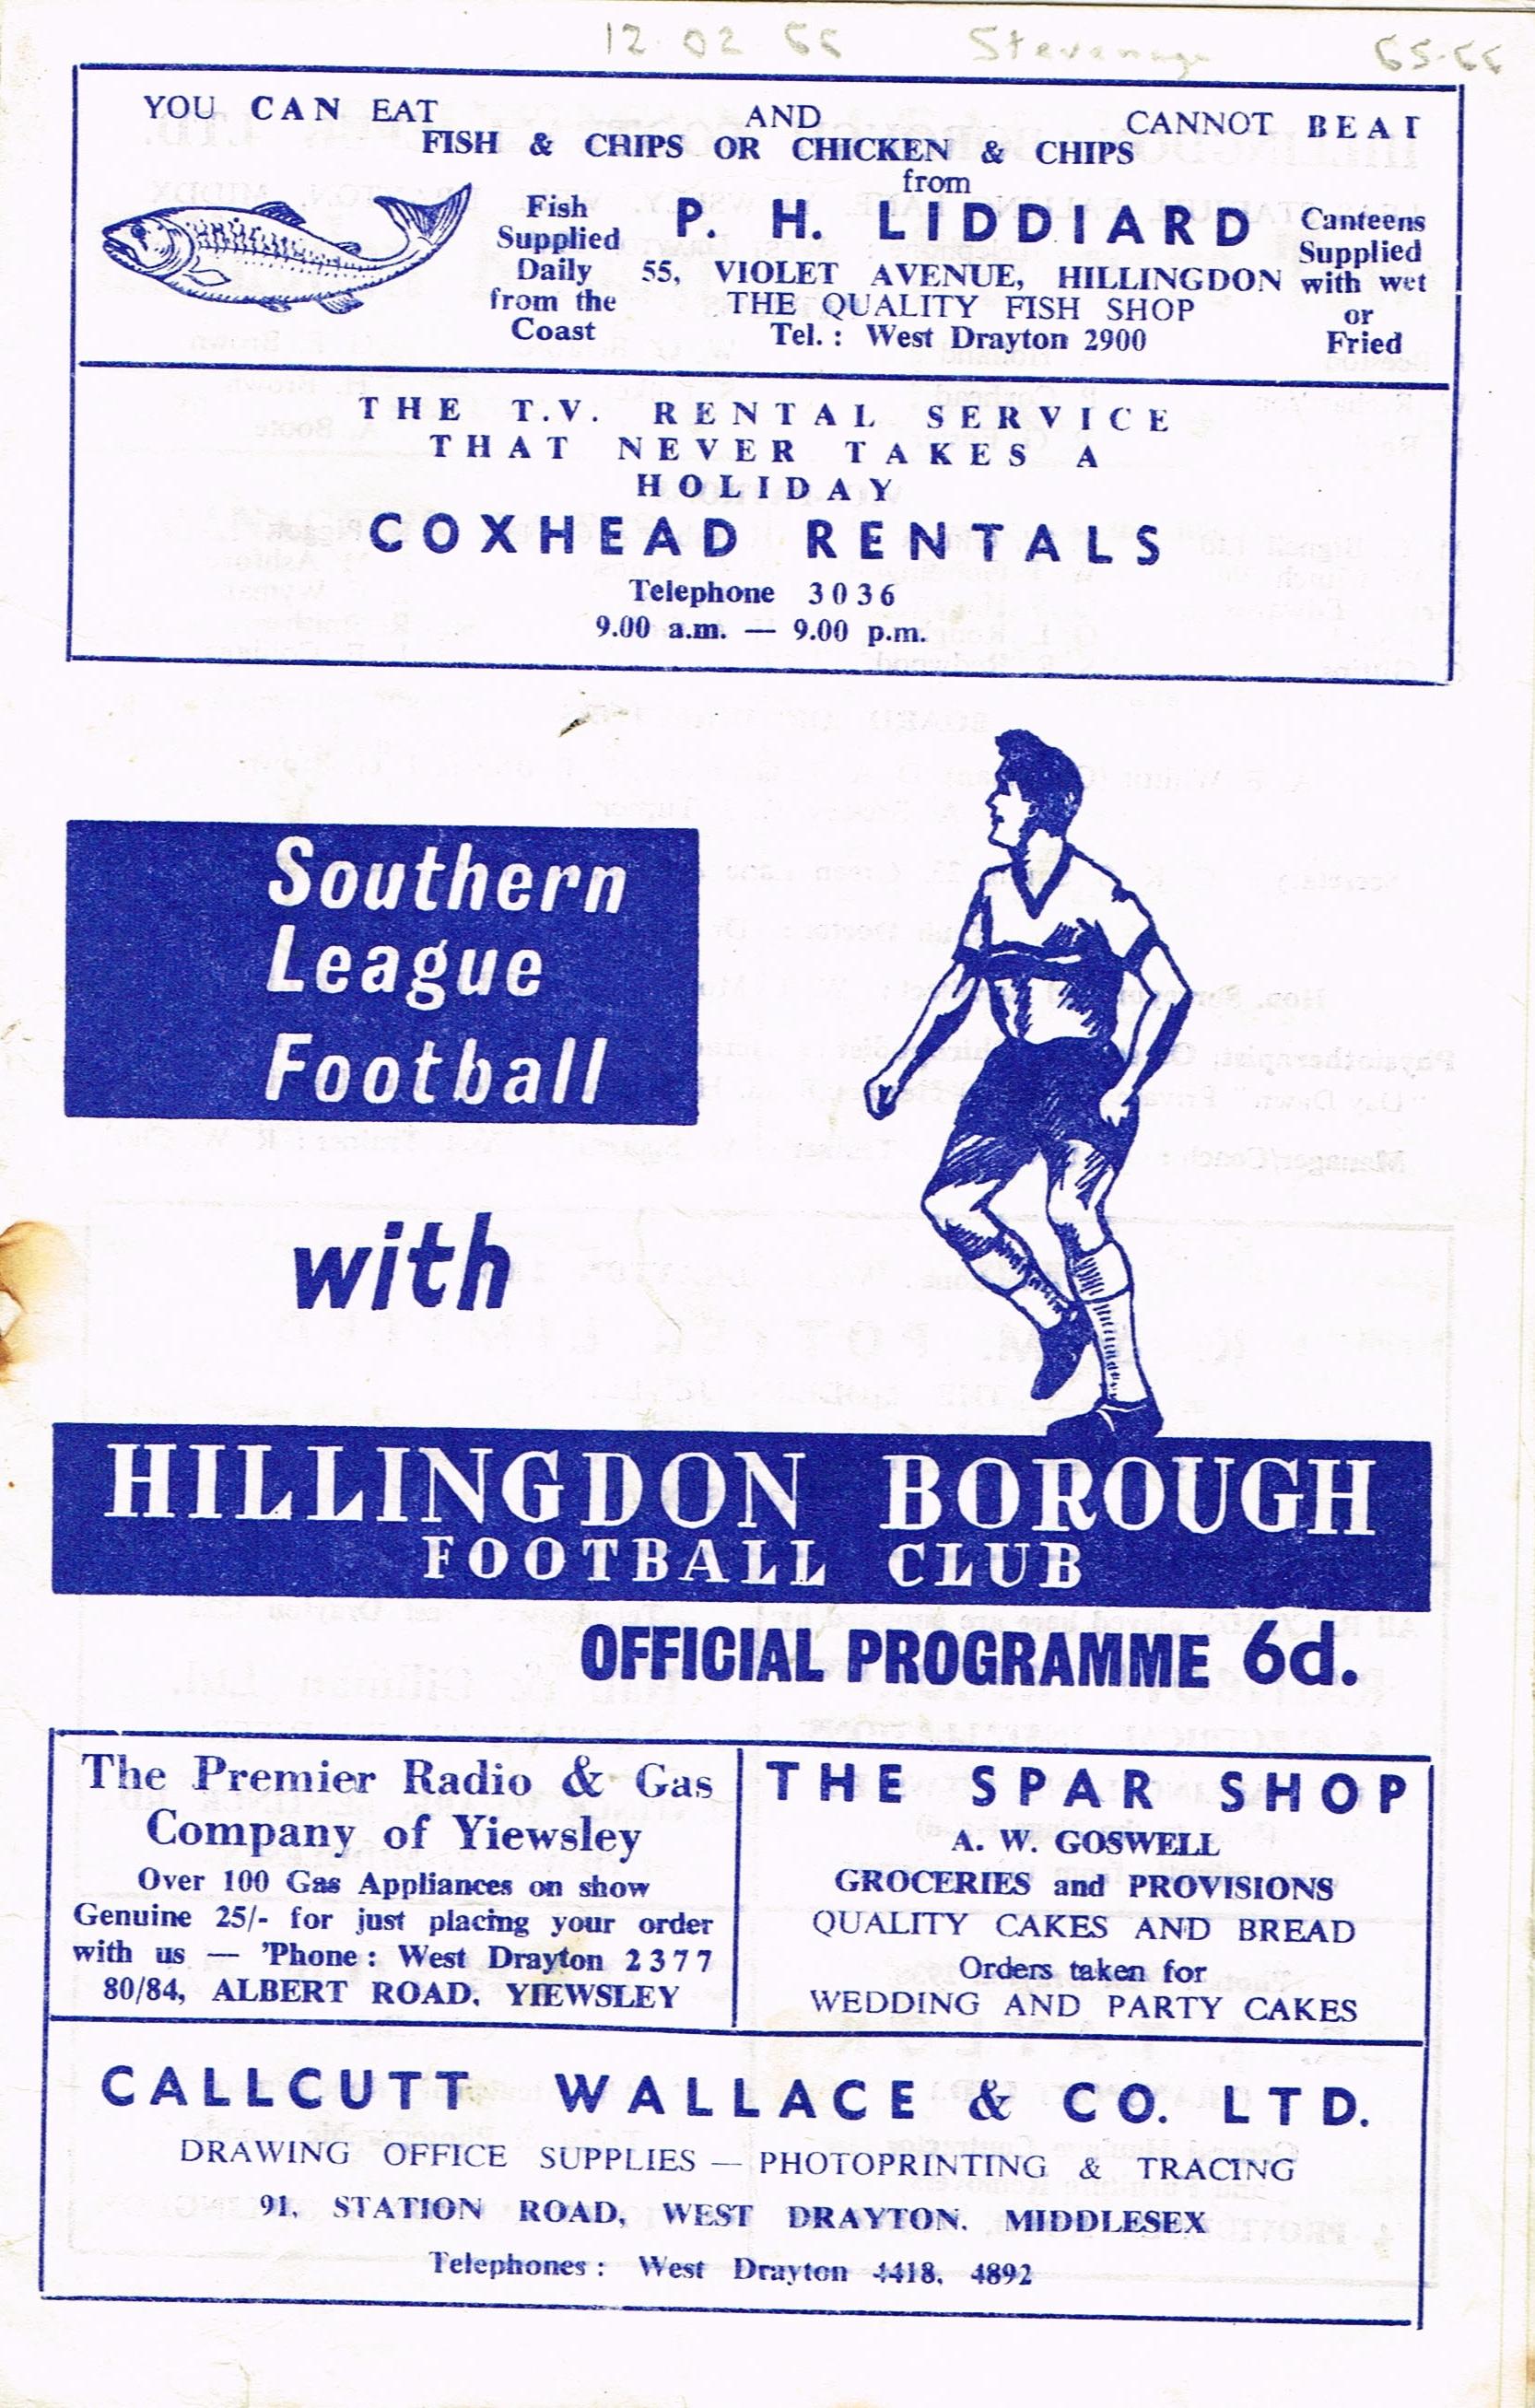 12.02 66 Stevenage 65-66
YOU CAN EAT AND CANNOT BEAT
FISH & CHIPS OR CHICKEN & CHIPS
from
P. H. LIDDIARD
55, VIOLET AVENUE, HILLINGDON
THE QUALITY FISH SHOP
Tel. : West Drayton 2900
Fish
Supplied
Daily
from the
Coast
Canteens
Supplied
with wet
or
Fried
THE T.V. RENTAL SERVICE
THAT NEVER TAKES A
HOLIDAY
COXHEAD RENTALS
Telephone 3036
9.00 a.m. — 9.00 p.m.
Southern
League
Football
with
HILLINGDON BOROUGH
FOOTBALL CLUB
OFFICIAL PROGRAMME 6d.
The Premier Radio & Gas
Company of Yiewsley
Over 100 Gas Appliances on show
Genuine 25/- for just placing your order
with us — 'Phone : West Drayton 2377
80/84, ALBERT ROAD, YIEWSLEY
THE SPAR SHOP
A. W. GOSWELL
GROCERIES and PROVISIONS
QUALITY CAKES AND BREAD
Orders taken for
WEDDING AND PARTY CAKES
CALLCUTT WALLACE & CO. LTD.
DRAWING OFFICE SUPPLIES — PHOTOPRINTING & TRACING
91, STATION ROAD, WEST DRAYTON, MIDDLESEX
Telephones : West Drayton 4418, 4892